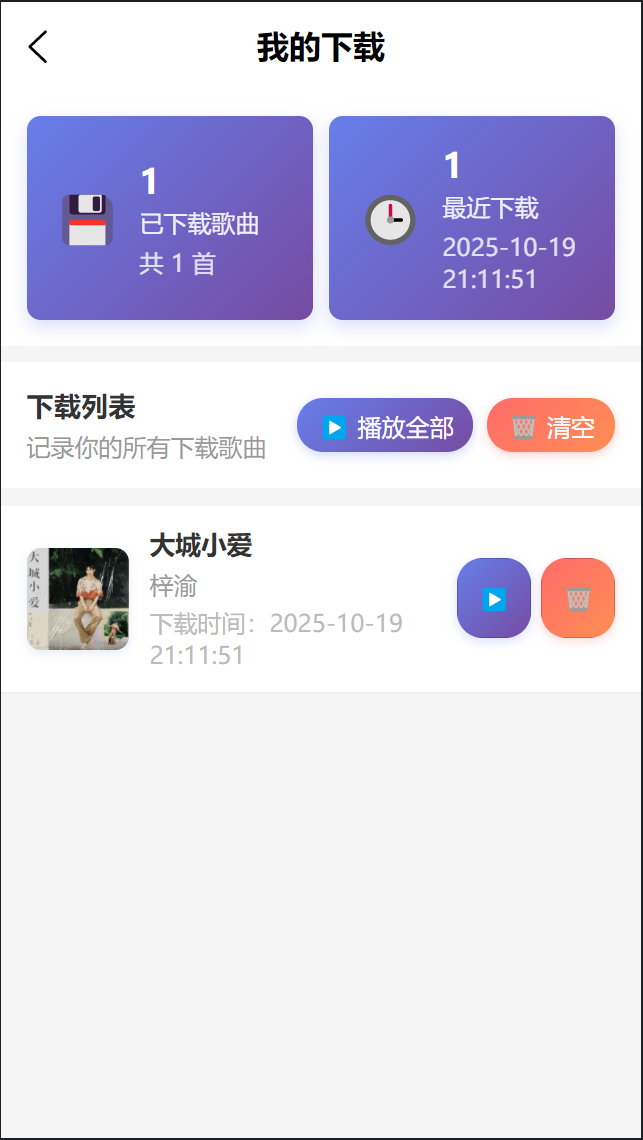 我的下载
1
已下载歌曲
共 1 首
1
最近下载
2025-10-19
21:11:51
下载列表
记录你的所有下载歌曲
播放全部
清空
大城小爱
大城小爱
梓渝
下载时间：2025-10-19
21:11:51